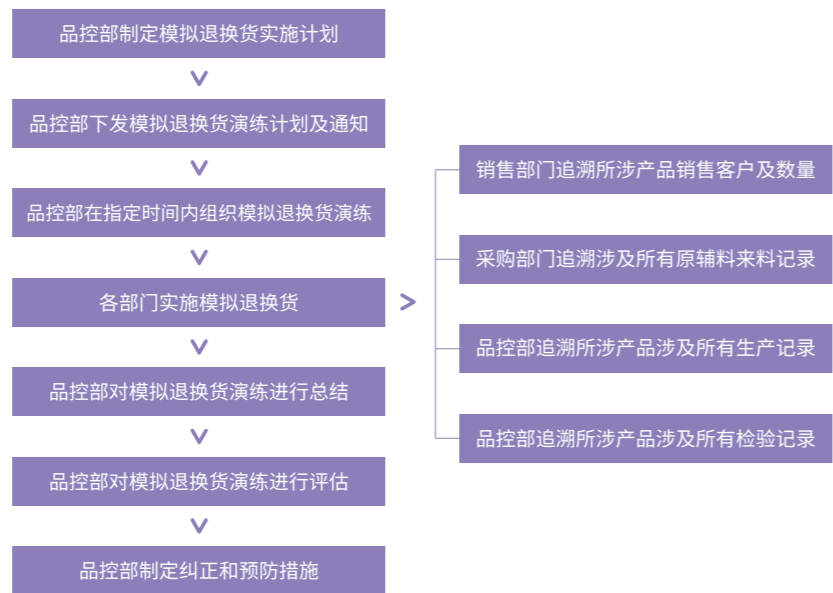 品控部制定模拟退换货实施计划
品控部下发模拟退换货演练计划及通知
品控部在指定时间内组织模拟退换货演练
各部门实施模拟退换货
品控部对模拟退换货演练进行总结
品控部对模拟退换货演练进行评估
品控部制定纠正和预防措施
销售部门追溯所涉产品销售客户及数量
采购部门追溯涉及所有原辅料来料记录
品控部追溯所涉产品涉及所有生产记录
品控部追溯所涉产品涉及所有检验记录